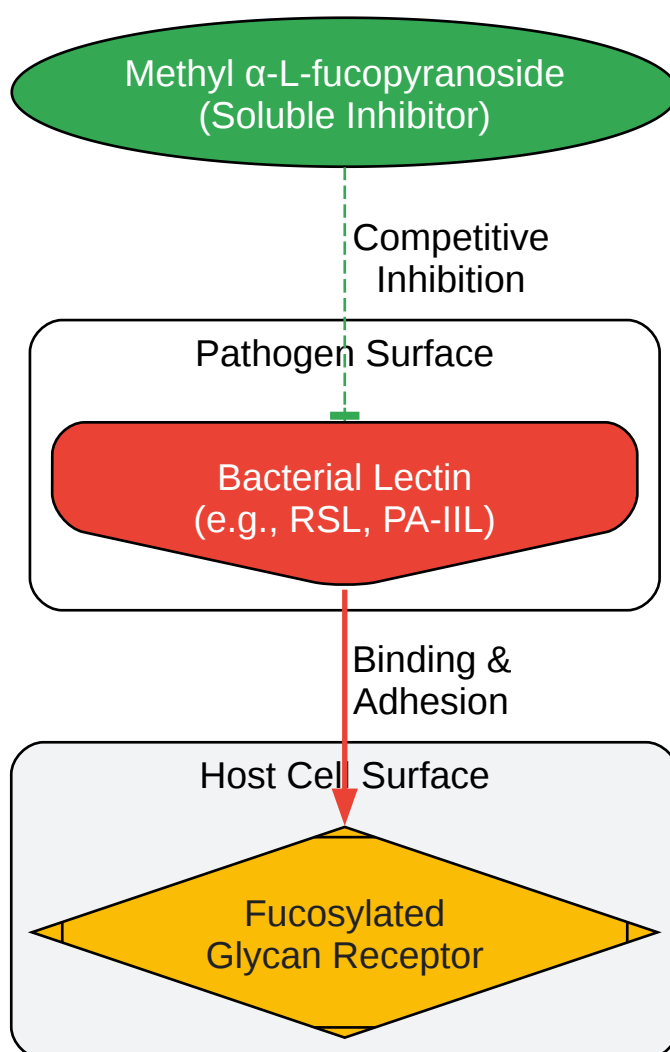 Methyl α-L-fucopyranoside
(Soluble Inhibitor)
Competitive
Inhibition
Pathogen Surface
Bacterial Lectin
(e.g., RSL, PA-IIL)
Binding &
Adhesion
Host Cell Surface
Fucosylated
Glycan Receptor